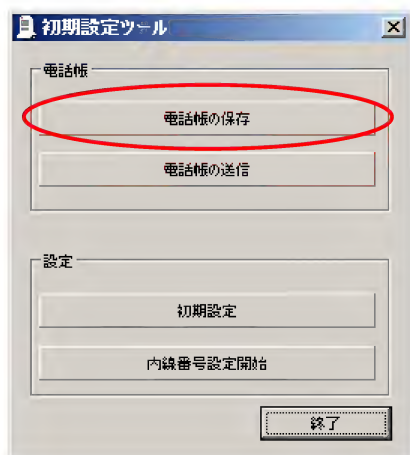 初期設定ツール
電話帳
電話帳の保存
電話帳の送信
設定
初期設定
内線番号設定開始
終了